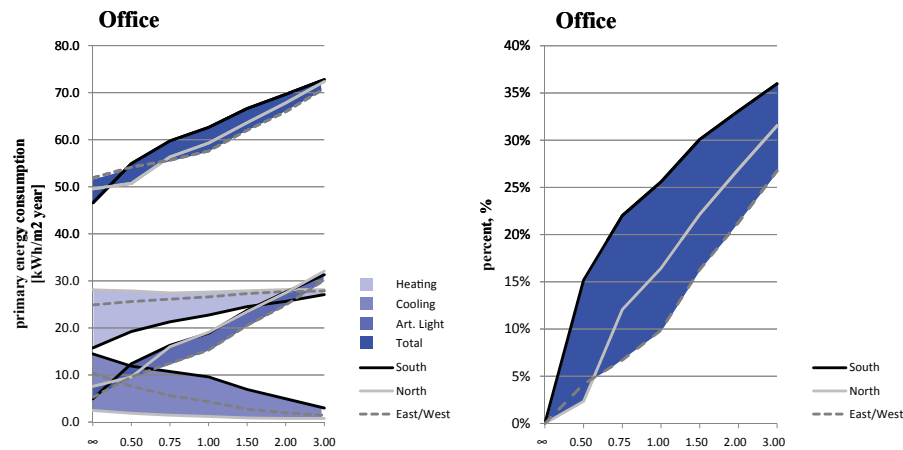 Office
primary energy consumption
[kWh/m2 year]
80.0
70.0
60.0
50.0
40.0
30.0
20.0
10.0
0.0
∞ 0.50 0.75 1.00 1.50 2.00 3.00
Heating
Cooling
Art. Light
Total
South
North
East/West
Office
percent, %
40%
35%
30%
25%
20%
15%
10%
5%
0%
∞ 0.50 0.75 1.00 1.50 2.00 3.00
South
North
East/West